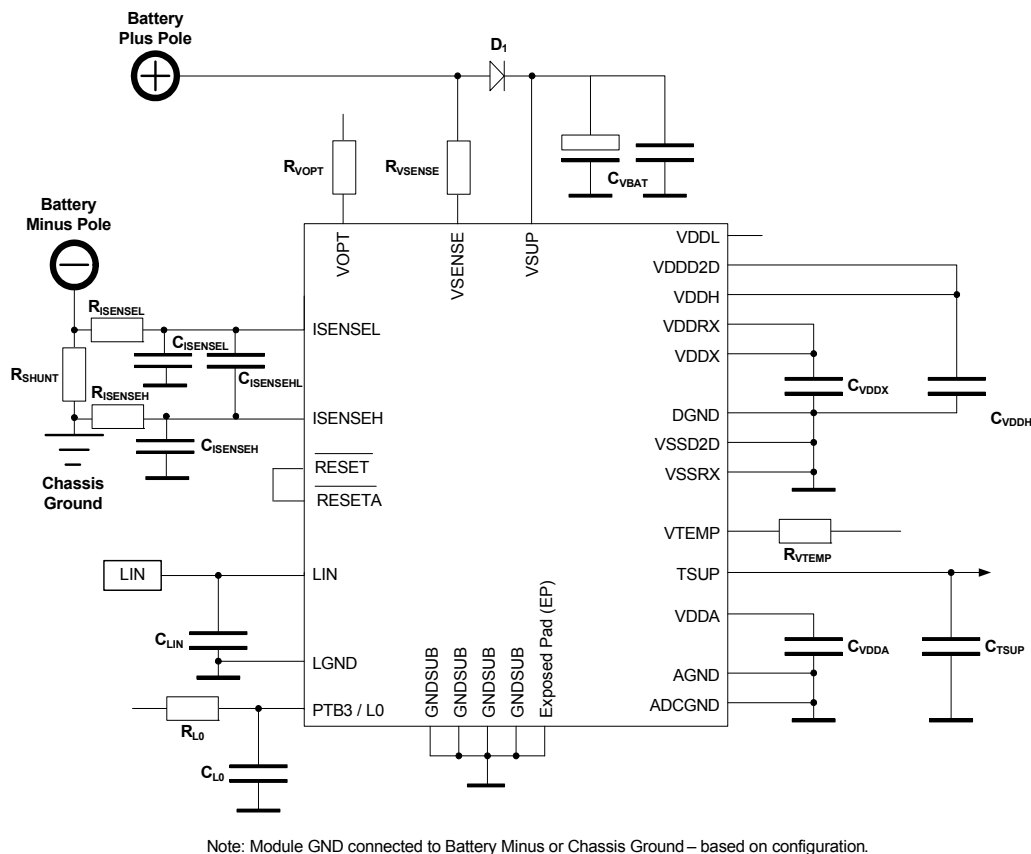 Battery
Plus Pole
D1
RVOPT
RVSENSE
CVBAT
Battery
Minus Pole
VOPT
VSENSE
VSUP
VDDL
VDDD2D
VDDH
VDDRX
VDDX
DGND
VSSD2D
VSSRX
CVDDX
CVDDH
RISENSEL
ISENSEL
CISENSEL
RSHUNT
CISENSEHL
RISENSEH
ISENSEH
CISENSEH
Chassis
Ground
RESET
RESETA
VTEMP
RVTEMP
LIN
LIN
TSUP
CLIN
VDDA
CVDDA
CTSUP
LGND
AGND
PTB3 / L0
ADCGND
RL0
CL0
GNDSUB
GNDSUB
GNDSUB
GNDSUB
Exposed Pad (EP)
Note: Module GND connected to Battery Minus or Chassis Ground – based on configuration.